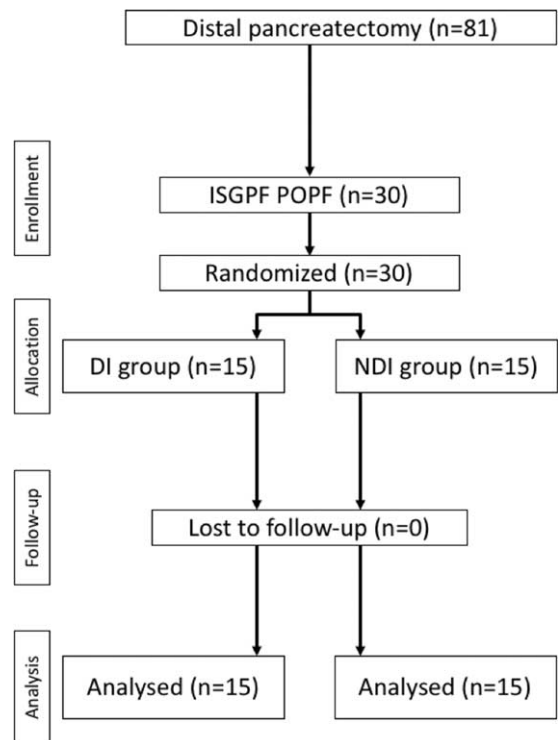 Distal pancreatectomy (n=81)
Enrollment
ISGPF POPF (n=30)
Randomized (n=30)
Allocation
DI group (n=15)
NDI group (n=15)
Follow-up
Lost to follow-up (n=0)
Analysis
Analysed (n=15)
Analysed (n=15)